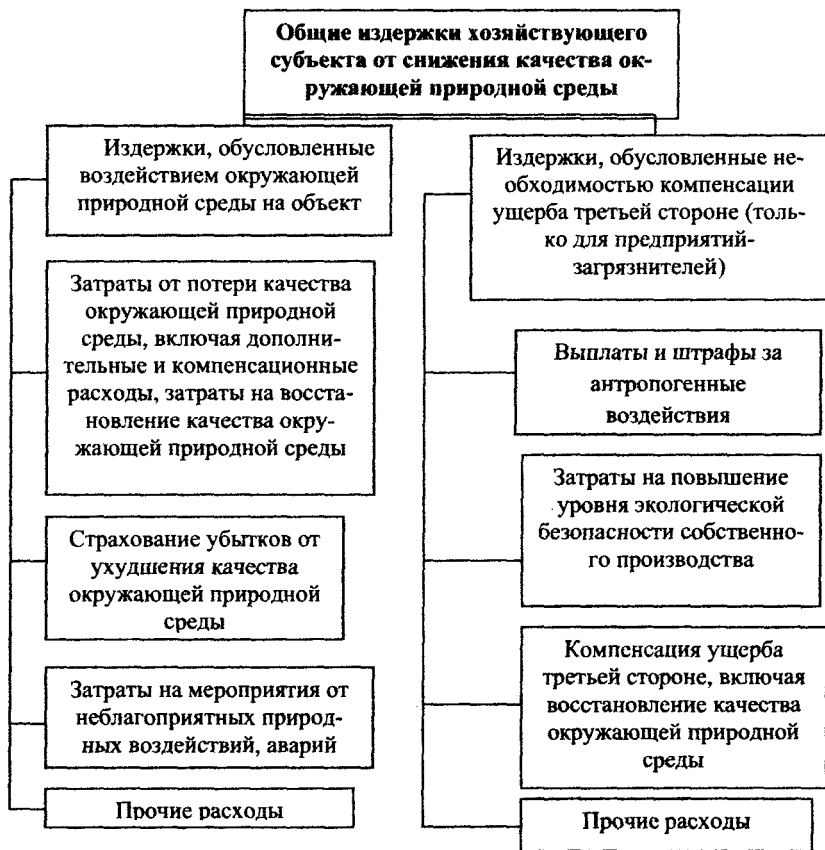 Общие издержки хозяйствующего
субъекта от снижения качества ок-
ружающей природной среды
Издержки, обусловленные
воздействием окружающей
природной среды на объект
Затраты от потери качества
окружающей природной
среды, включая дополни-
тельные и компенсационные
расходы, затраты на восста-
новление качества окру-
жающей природной среды
Страхование убытков от
ухудшения качества
окружающей природной
среды
Затраты на мероприятия от
неблагоприятных природ-
дных воздействий, аварий
Прочие расходы
Издержки, обусловленные не-
обходимостью компенсации
ущерба третьей стороне (толь-
ко для предприятий-
загрязнителей)
Выплаты и штрафы за
антропогенные
воздействия
Затраты на повышение
уровня экологической
безопасности собственно-
го производства
Компенсация ущерба
третьей стороне, включая
восстановление качества
окружающей природной
среды
Прочие расходы